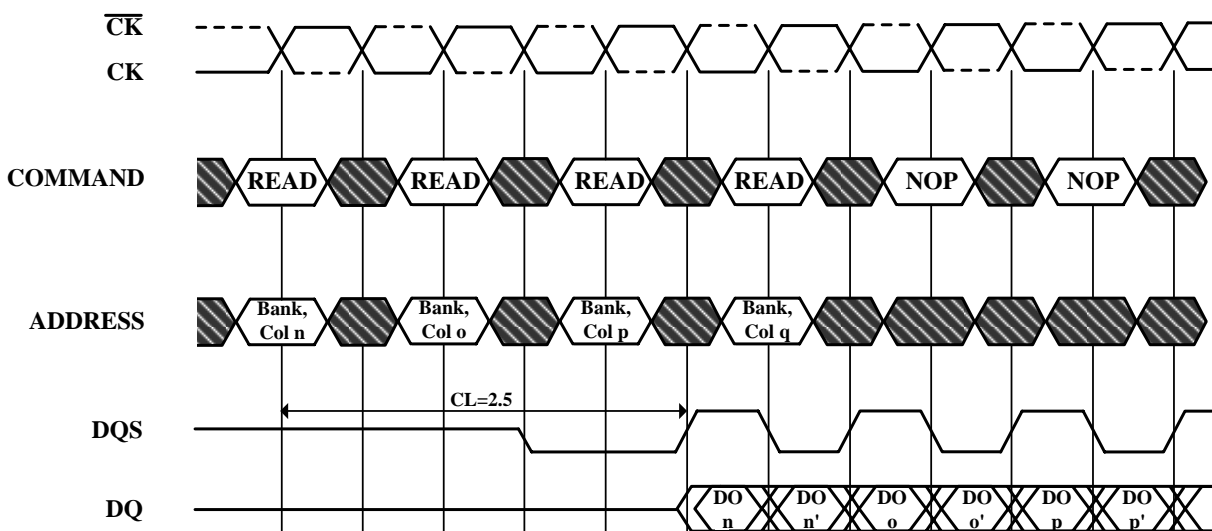 CK
CK
COMMAND READ READ READ READ NOP NOP
ADDRESS
Bank,
Col n
Bank,
Col o
Bank,
Col p
Bank,
Col q
CL=2.5
DQS
DQ
DO
n
DO
n'
DO
o
DO
o'
DO
p
DO
p'